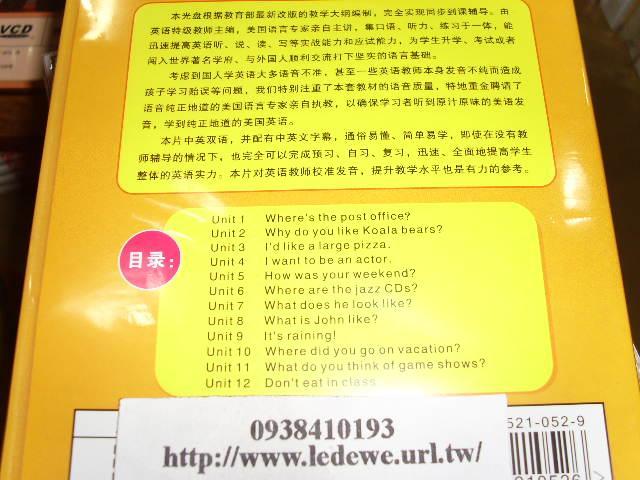 VCD
本光盘根据教育部最新改版的教学大纲编制，完全实现同步到课辅导。由
英语特级教师主编，美国语言专家亲自主讲，集口语、听力、练习于一体，能
迅速提高英语听、说、读、写等实战能力和应试能力，为学生升学、考试或者
闯入世界著名学府、与外国人顺利交流打下坚实的语言基础。
考虑到国人学英语大多语音不准，甚至一些英语教师本身发音不纯而造成
孩子学习贻误等问题，我们特别注重了本套教材的语音质量，特地重金聘请了
语音纯正地道的美国语言专家亲自执教，以确保学习者听到原汁原味的美语发
音，学到纯正地道的美国英语。
本片中英双语，并配有中英文字幕，通俗易懂、简单易学，即使在没有教
师辅导的情况下，也完全可以完成预习、自习、复习，迅速、全面地提高学生
整体的英语实力。本片对英语教师校准发音，提升教学水平也是有力的参考。
目录：
Unit 1 Where's the post office?
Unit 2 Why do you like Koala bears?
Unit 3 I'd like a large pizza.
Unit 4 I want to be an actor.
Unit 5 How was your weekend?
Unit 6 Where are the jazz CDs?
Unit 7 What does he look like?
Unit 8 What is John like?
Unit 9 It's raining!
Unit 10 Where did you go on vacation?
Unit 11 What do you think of game shows?
Unit 12 Don't eat in class
0938410193
http://www.ledewe.url.tw/
521-052-9